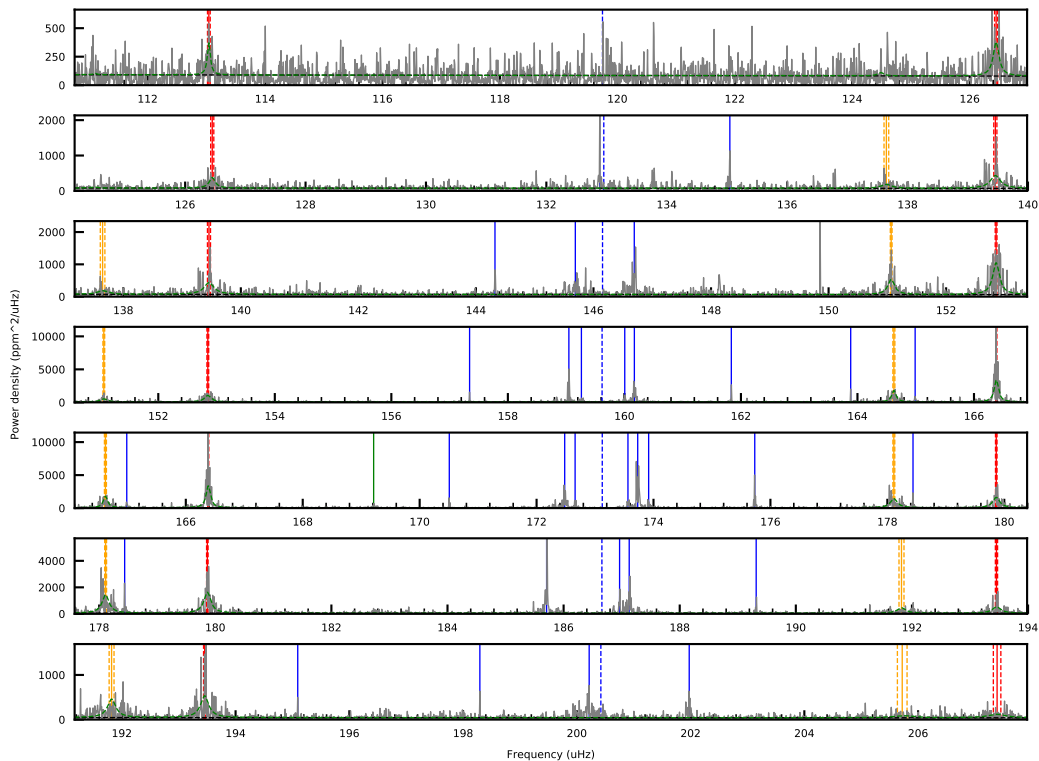 500
250
0
112 114 116 118 120 122 124 126
2000
1000
0
126 128 130 132 134 136 138 140
2000
1000
0
138 140 142 144 146 148 150 152
10000
5000
0
152 154 156 158 160 162 164 166
10000
5000
0
166 168 170 172 174 176 178 180
4000
2000
0
178 180 182 184 186 188 190 192 194
1000
0
192 194 196 198 200 202 204 206
Power density (ppm^2/uHz)
Frequency (uHz)